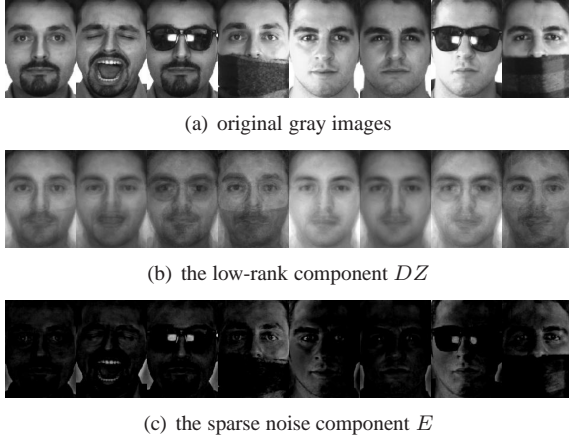 (a) original gray images
(b) the low-rank component DZ
(c) the sparse noise component E